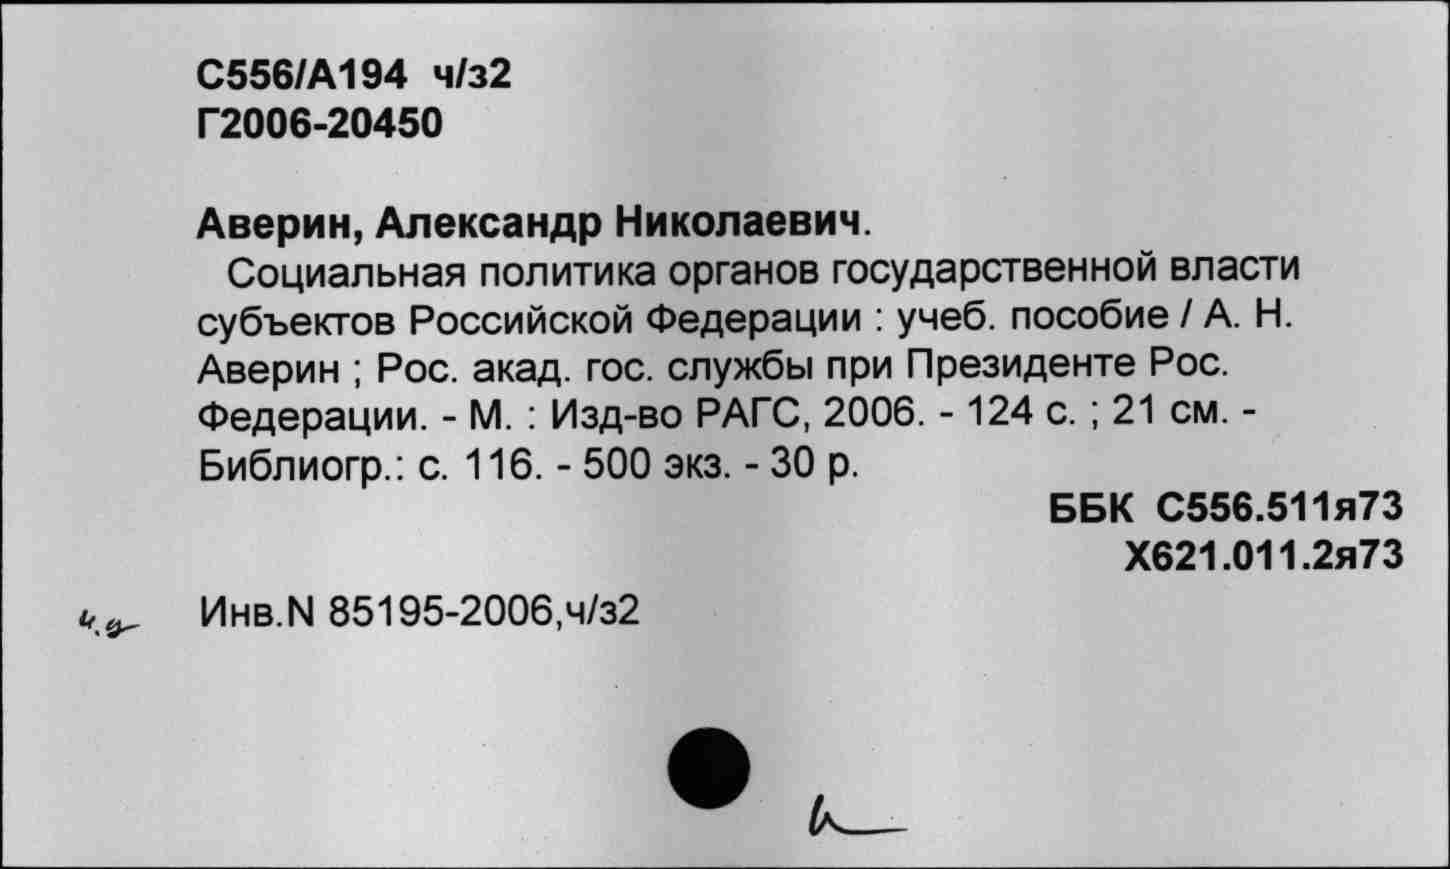 С556/А194 ч/з2
Г2006-20450
Аверин, Александр Николаевич.
Социальная политика органов государственной власти
субъектов Российской Федерации : учеб. пособие / А. Н.
Аверин ; Рос. акад. гос. службы при Президенте Рос.
Федерации. - М. : Изд-во РАГС, 2006. - 124 с. ; 21 см. -
Библиогр.: с. 116. - 500 экз. - 30 р.
ББК С556.511я73
Х621.011.2я73
Инв.N 85195-2006,ч/з2